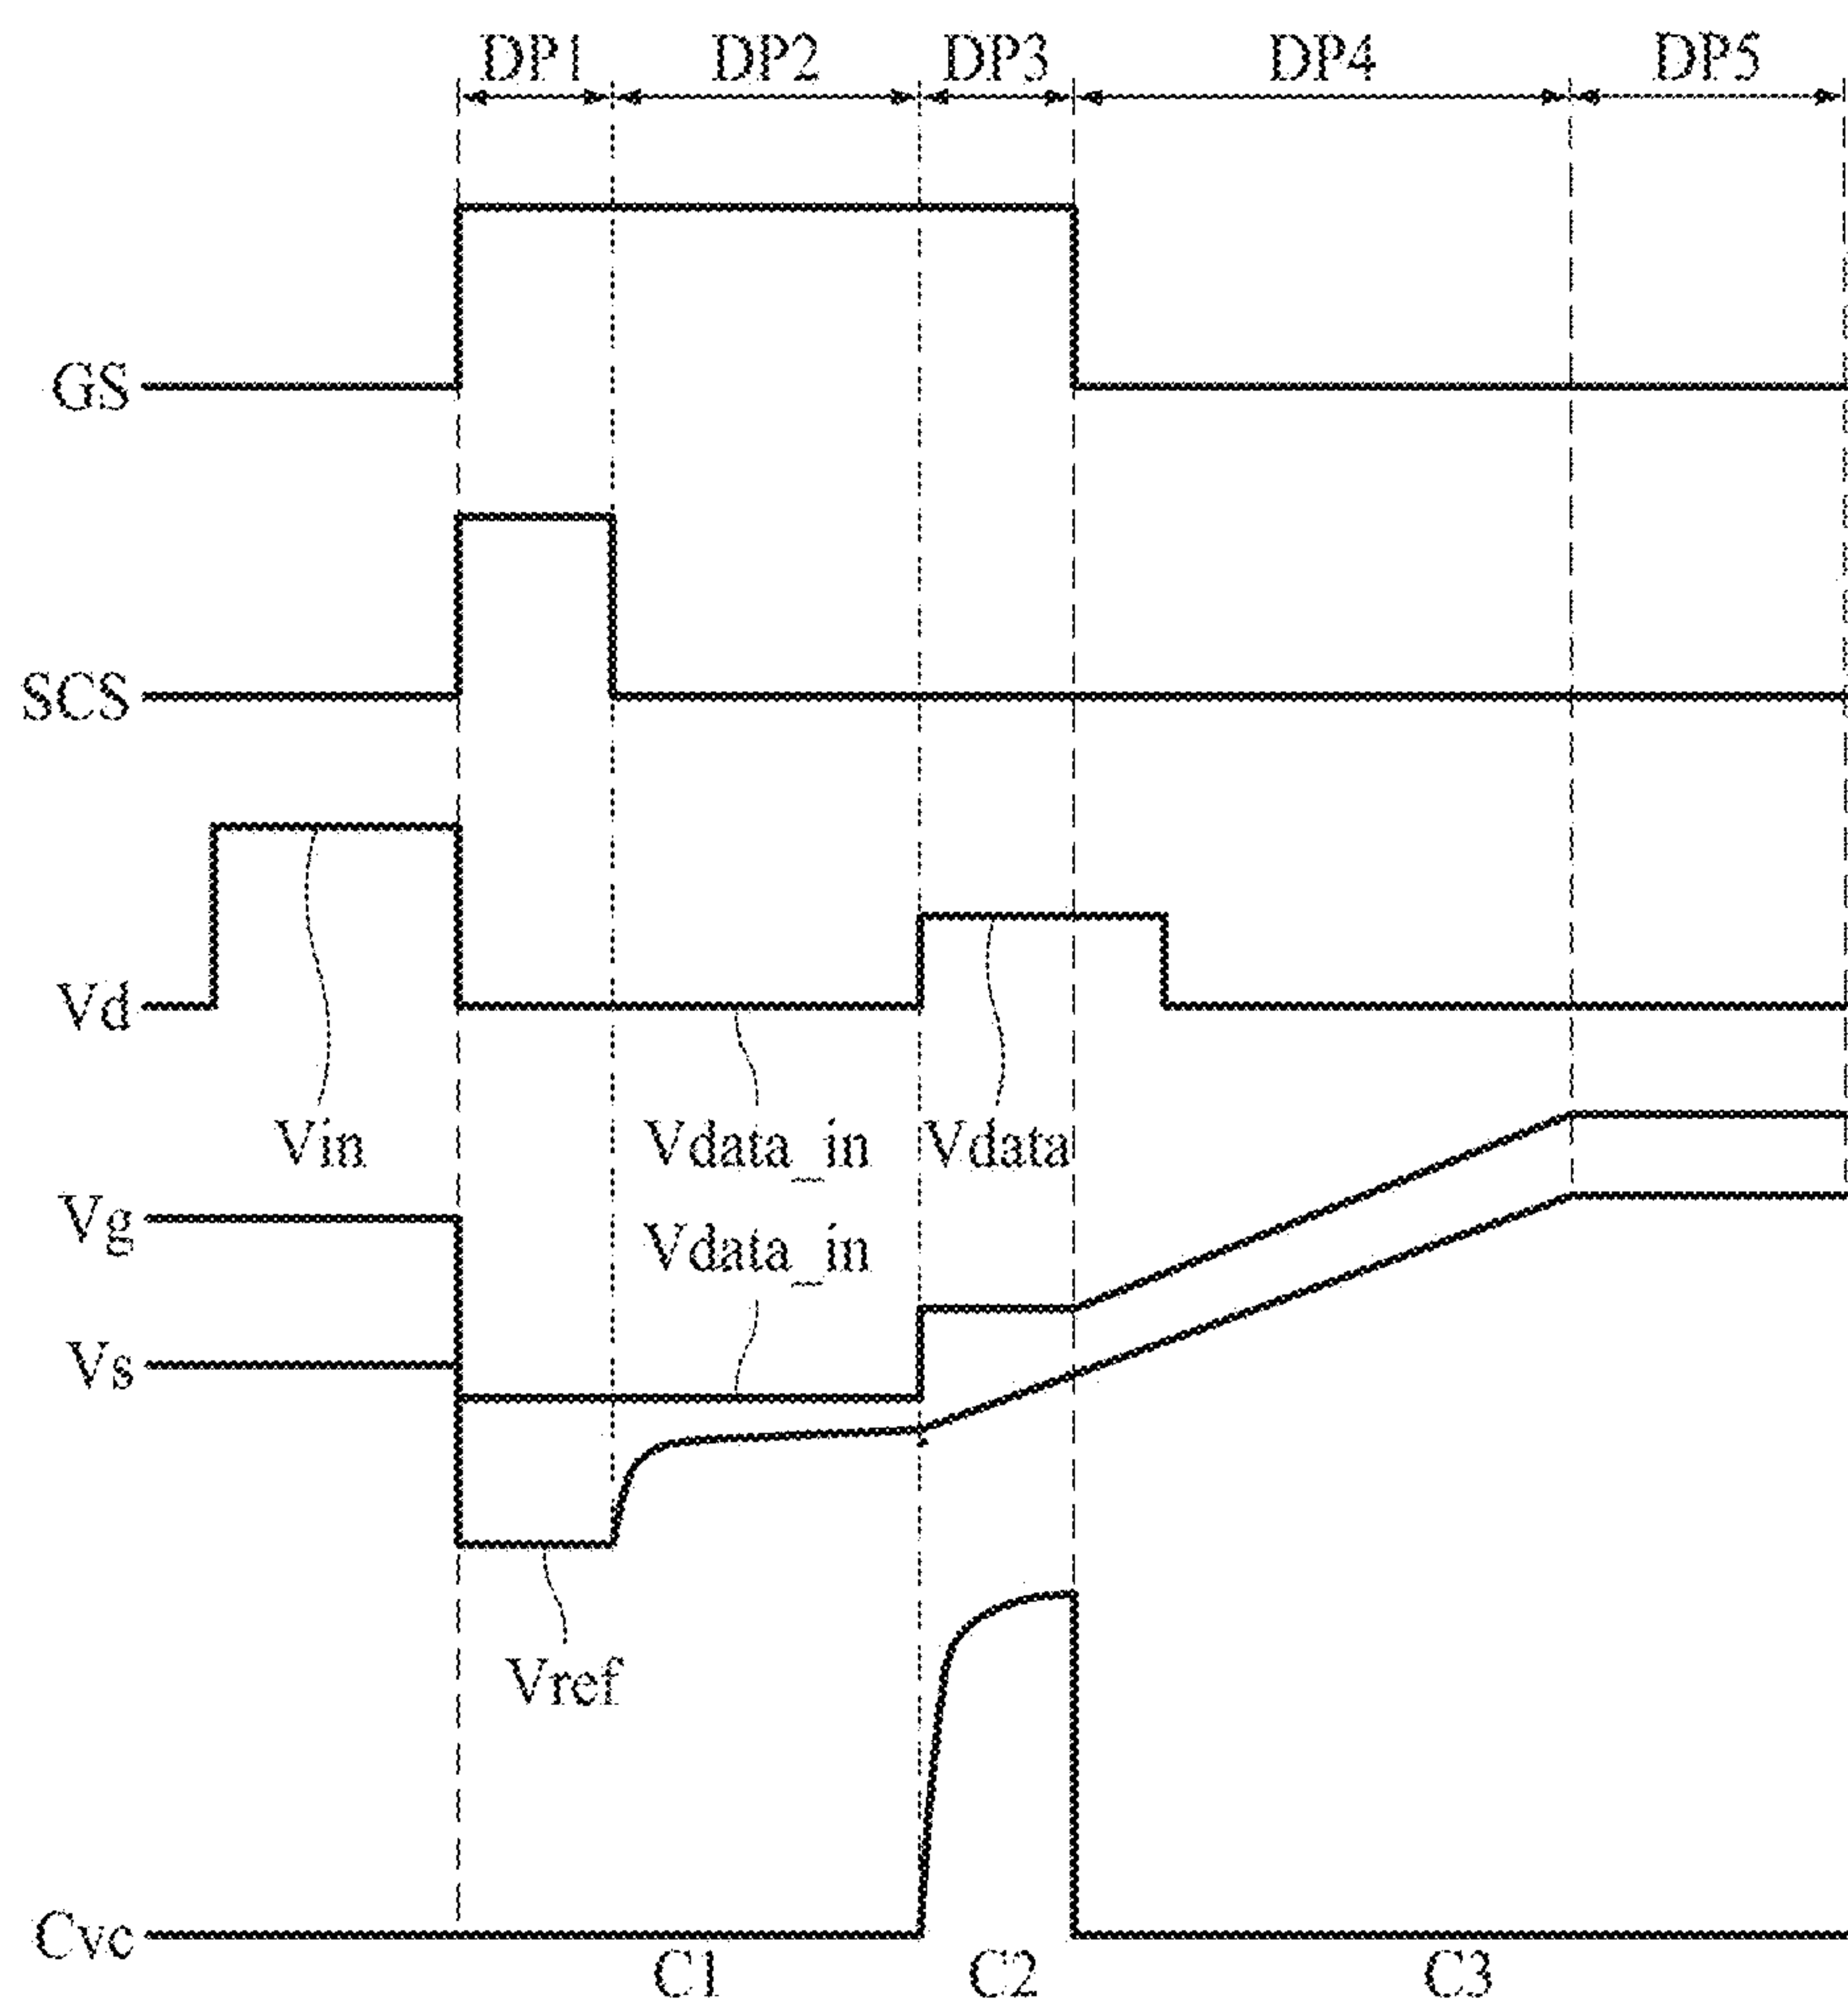 DP1 DP2 DP3 DP4 DP5
GS
SCS
Vd
Vin Vdata_in Vdata
Vg
Vdata_in
Vs
Vref
Cvc
C1 C2 C3